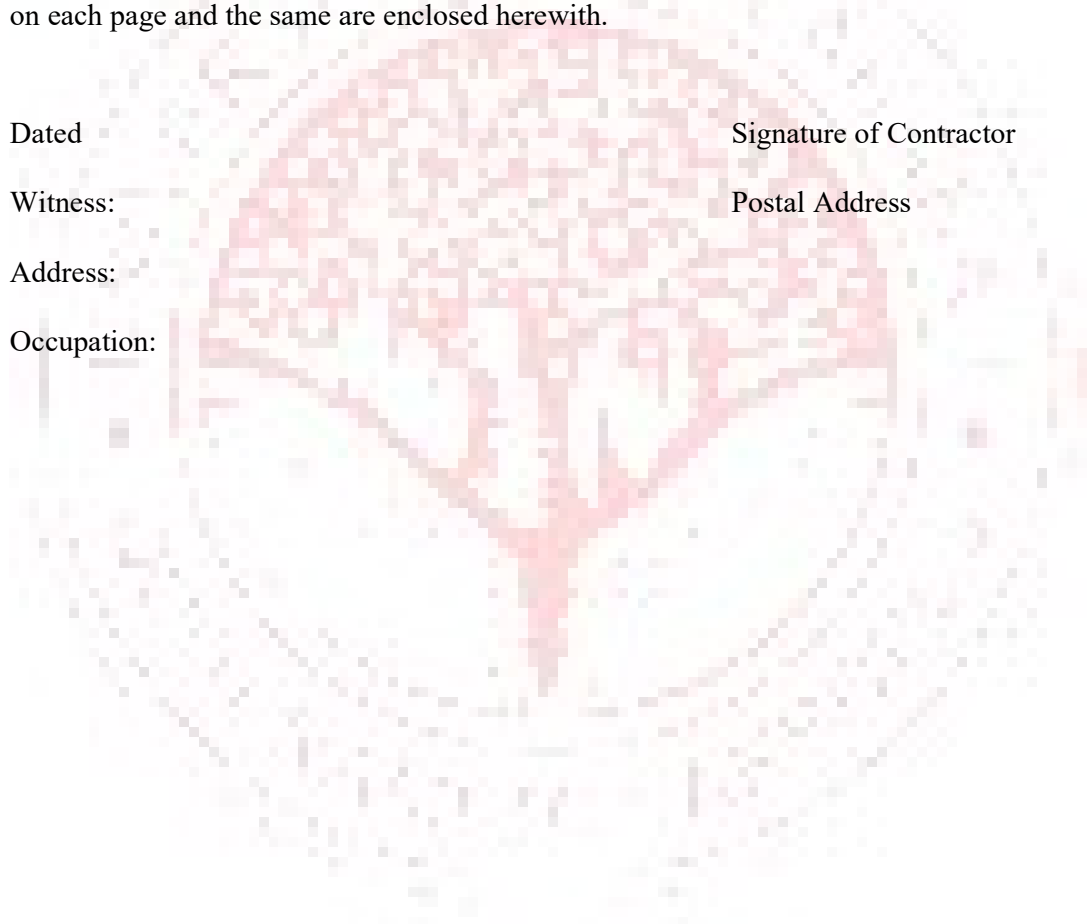 on each page and the same are enclosed herewith.
Dated Signature of Contractor
Witness: Postal Address
Address:
Occupation: